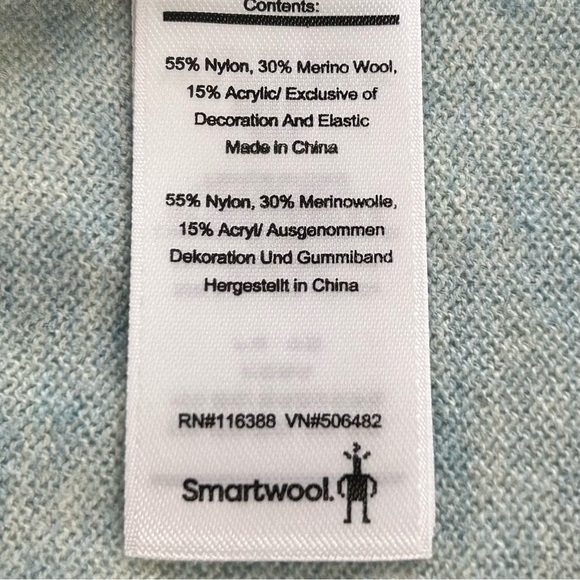 Contents:
55% Nylon, 30% Merino Wool,
15% Acrylic/ Exclusive of
Decoration And Elastic
Made in China
55% Nylon, 30% Merinowolle,
15% Acryl/ Ausgenommen
Dekoration Und Gummiband
Hergestellt in China
RN#116388 VN#506482
Smartwool.